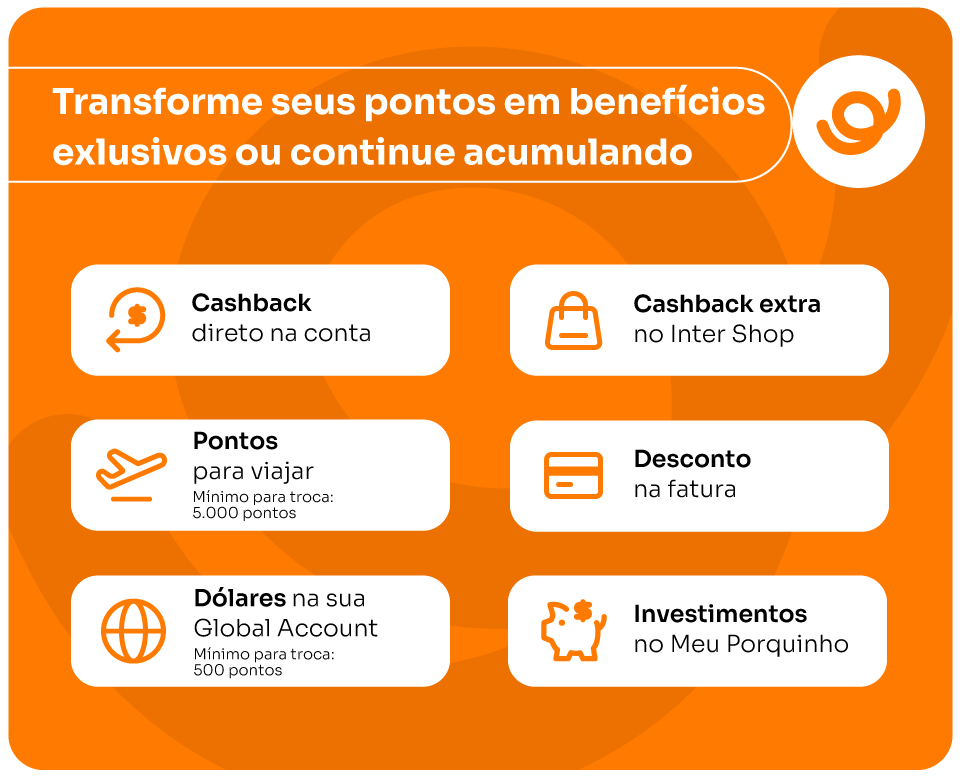 Transforme seus pontos em benefícios
exlusivos ou continue acumulando
Cashback
direto na conta
Cashback extra
no Inter Shop
Pontos
para viajar
Mínimo para troca:
5.000 pontos
Desconto
na fatura
Dólares na sua
Global Account
Mínimo para troca:
500 pontos
Investimentos
no Meu Porquinho